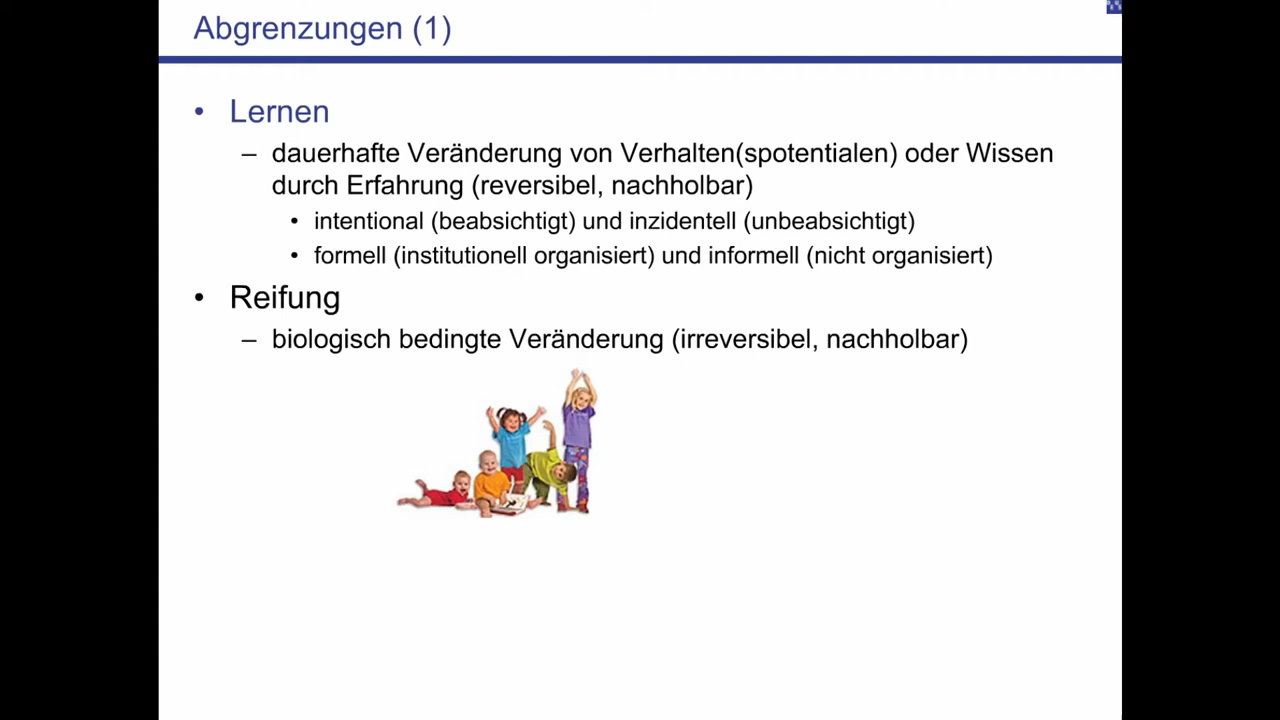 Abgrenzungen (1)
• Lernen
– dauerhafte Veränderung von Verhalten(spotentialen) oder Wissen
durch Erfahrung (reversibel, nachholbar)
• intentional (beabsichtigt) und inzidentell (unbeabsichtigt)
• formell (institutionell organisiert) und informell (nicht organisiert)
• Reifung
– biologisch bedingte Veränderung (irreversibel, nachholbar)